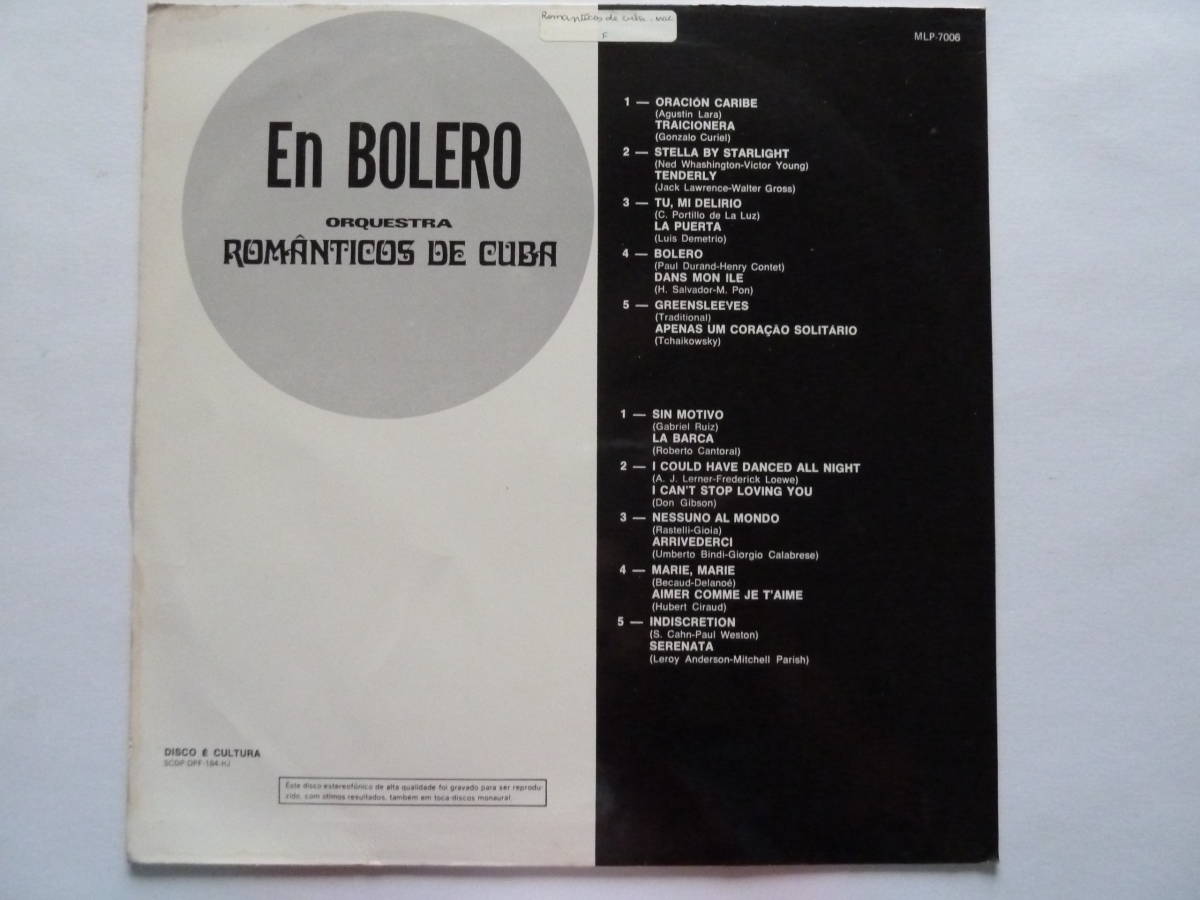 Romanticos de cuba
F
MLP-7006
En BOLERO
ORQUESTRA
ROMÂNTICOS DE CUBA
1 — ORACIÓN CARIBE
(Agustin Lara)
TRAICIONERA
(Gonzalo Curiel)
2 — STELLA BY STARLIGHT
(Ned Whashington-Victor Young)
TENDERLY
(Jack Lawrence-Walter Gross)
3 — TU, MI DELIRIO
(C. Portillo de La Luz)
LA PUERTA
(Luis Demetrio)
4 — BOLERO
(Paul Durand-Henry Contet)
DANS MON ILE
(H. Salvador-M. Pon)
5 — GREENSLEEVES
(Traditional)
APENAS UM CORAÇÃO SOLITÁRIO
(Tchaikowsky)
1 — SIN MOTIVO
(Gabriel Ruiz)
LA BARCA
(Roberto Cantoral)
2 — I COULD HAVE DANCED ALL NIGHT
(A. J. Lerner-Frederick Loewe)
I CAN'T STOP LOVING YOU
(Don Gibson)
3 — NESSUNO AL MONDO
(Rastelli-Gioia)
ARRIVEDERCI
(Umberto Bindi-Giorgio Calabrese)
4 — MARIE, MARIE
(Becaud-Delanoé)
AIMER COMME JE T'AIME
(Hubert Ciraud)
5 — INDISCRETION
(S. Cahn-Paul Weston)
SERENATA
(Leroy Anderson-Mitchell Parish)
DISCO É CULTURA
SCDP-DPF-184-HJ
Este disco estereofônico de alta qualidade foi gravado para ser reprodu-
zido, com ótimos resultados, também em toca-discos monaural.